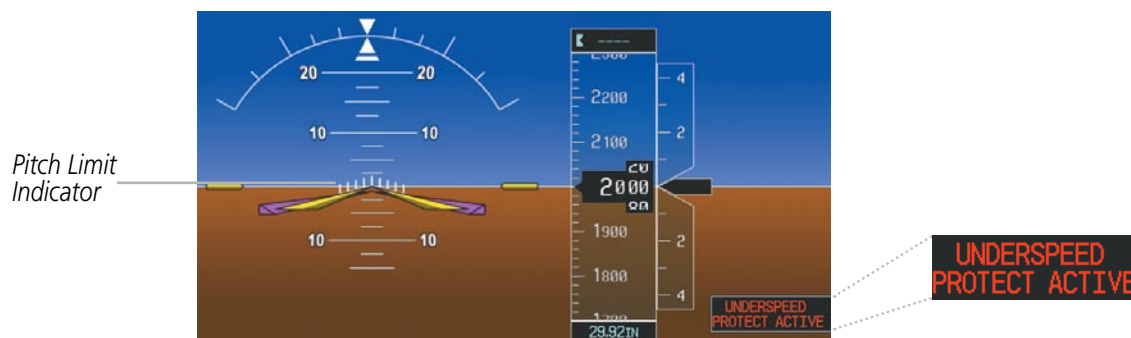 Pitch Limit
Indicator
20 20
10 10
10 10
----
2200
2100
20
2000
1900
1800
29.92IN
4
2
2
4
UNDERSPEED
PROTECT ACTIVE
UNDERSPEED
PROTECT ACTIVE